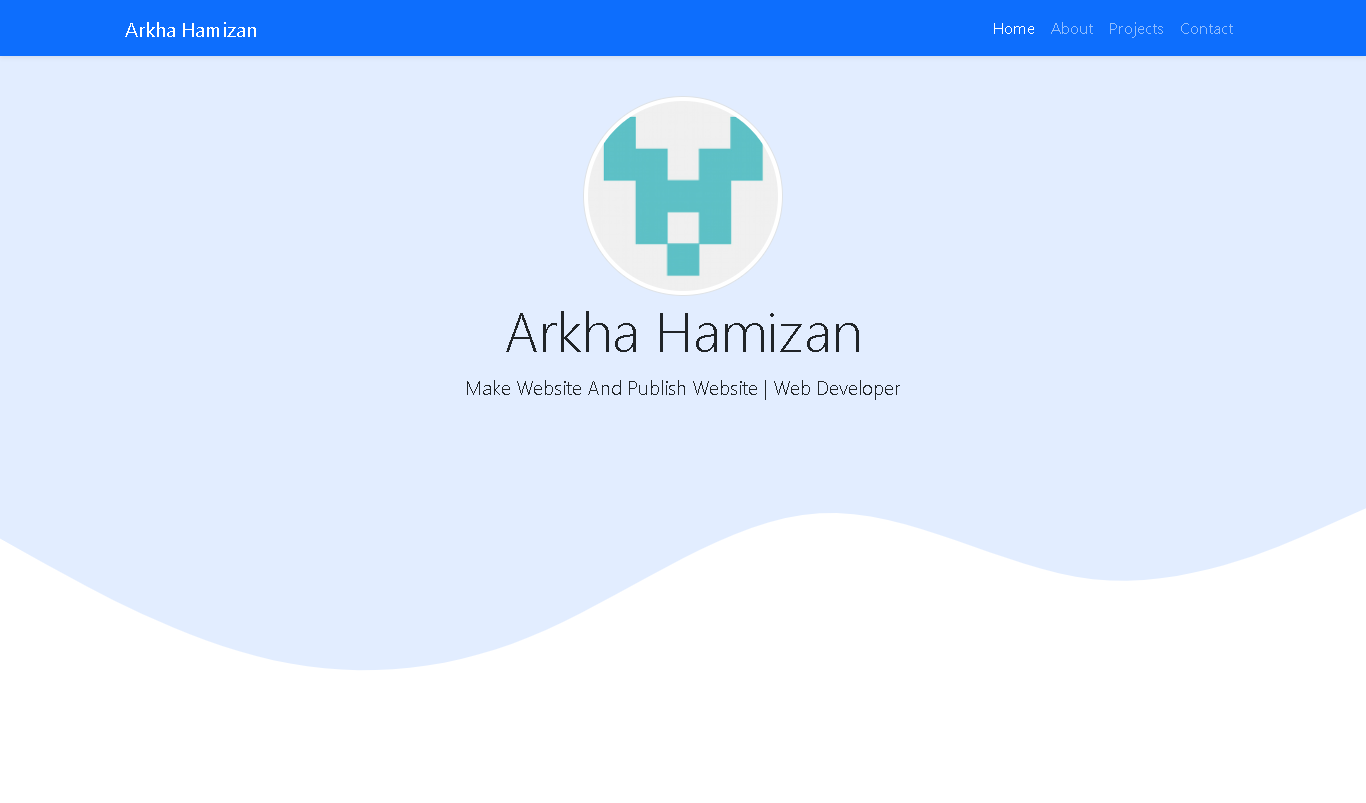 Arkha Hamizan
Home About Projects Contact
Arkha Hamizan
Make Website And Publish Website | Web Developer